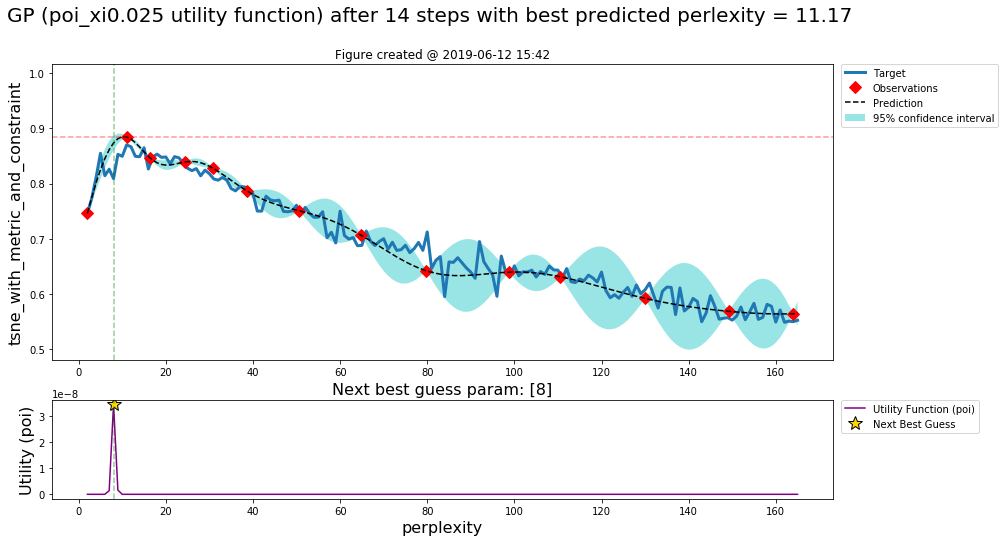 GP (poi_xi0.025 utility function) after 14 steps with best predicted perlexity = 11.17
Figure created @ 2019-06-12 15:42
tsne_with_metric_and_constraint
1.0
0.9
0.8
0.7
0.6
0.5
0 20 40 60 80 100 120 140 160
Target
Observations
Prediction
95% confidence interval
Next best guess param: [8]
1e−8
Utility (poi)
3
2
1
0
0 20 40 60 80 100 120 140 160
perplexity
Utility Function (poi)
Next Best Guess